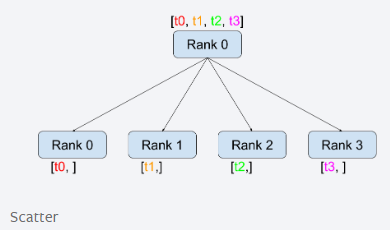 [t0, t1, t2, t3]
Rank 0
Rank 0 Rank 1 Rank 2 Rank 3
[t0, ] [t1,] [t2,] [t3, ]
Scatter